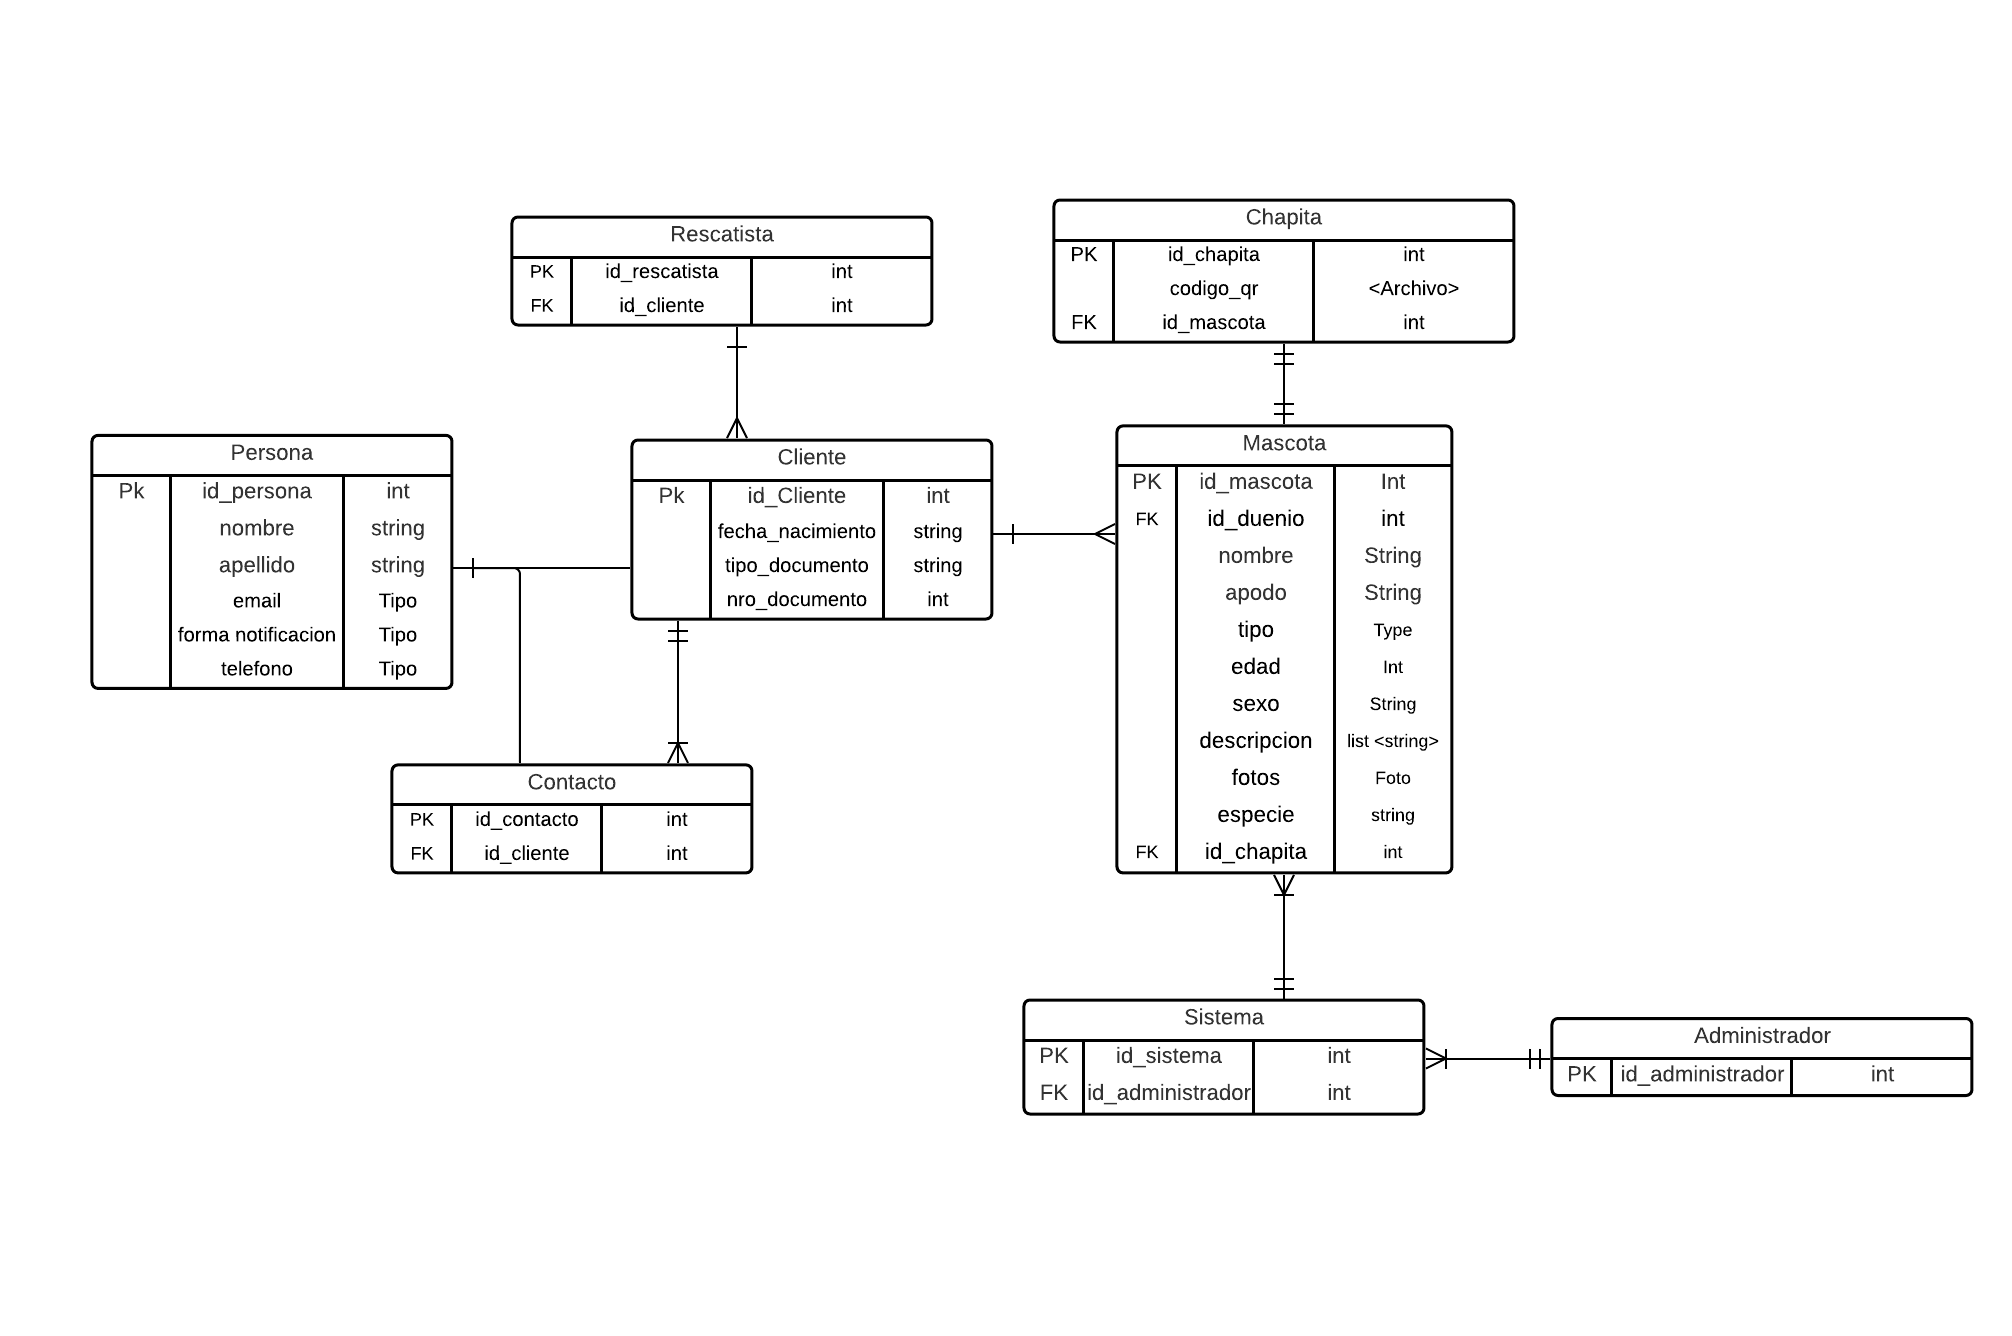 Rescatista
PK id_rescatista int
FK id_cliente int
Chapita
PK id_chapita int
codigo_qr <Archivo>
FK id_mascota int
Persona
Pk id_persona int
nombre string
apellido string
email Tipo
forma notificacion Tipo
telefono Tipo
Cliente
Pk id_Cliente int
fecha_nacimiento string
tipo_documento string
nro_documento int
Mascota
PK id_mascota Int
FK id_duenio int
nombre String
apodo String
tipo Type
edad Int
sexo String
descripcion list <string>
fotos Foto
especie string
FK id_chapita int
Contacto
PK id_contacto int
FK id_cliente int
Sistema
PK id_sistema int
FK id_administrador int
Administrador
PK id_administrador int